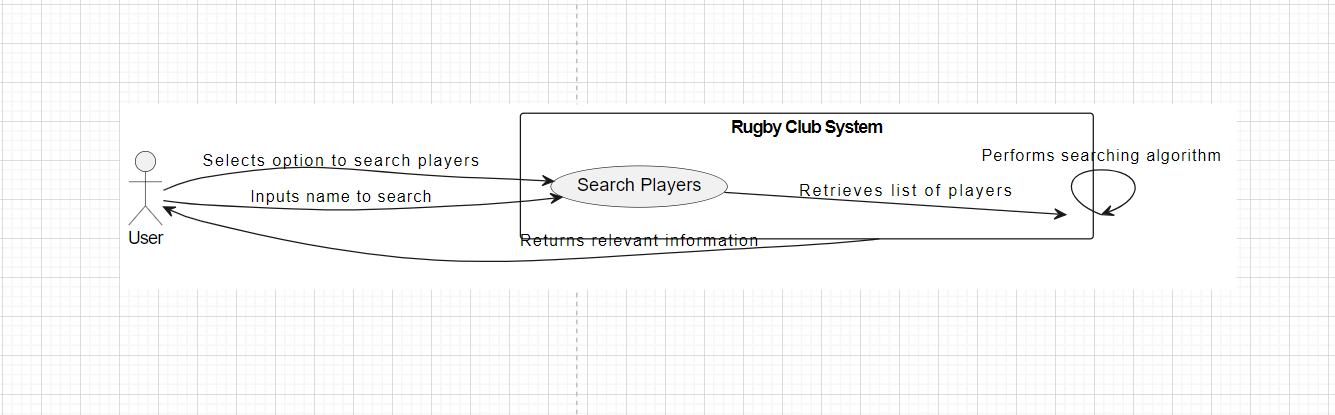 Rugby Club System
Performs searching algorithm
Selects option to search players
Search Players
Retrieves list of players
Inputs name to search
User
Returns relevant information